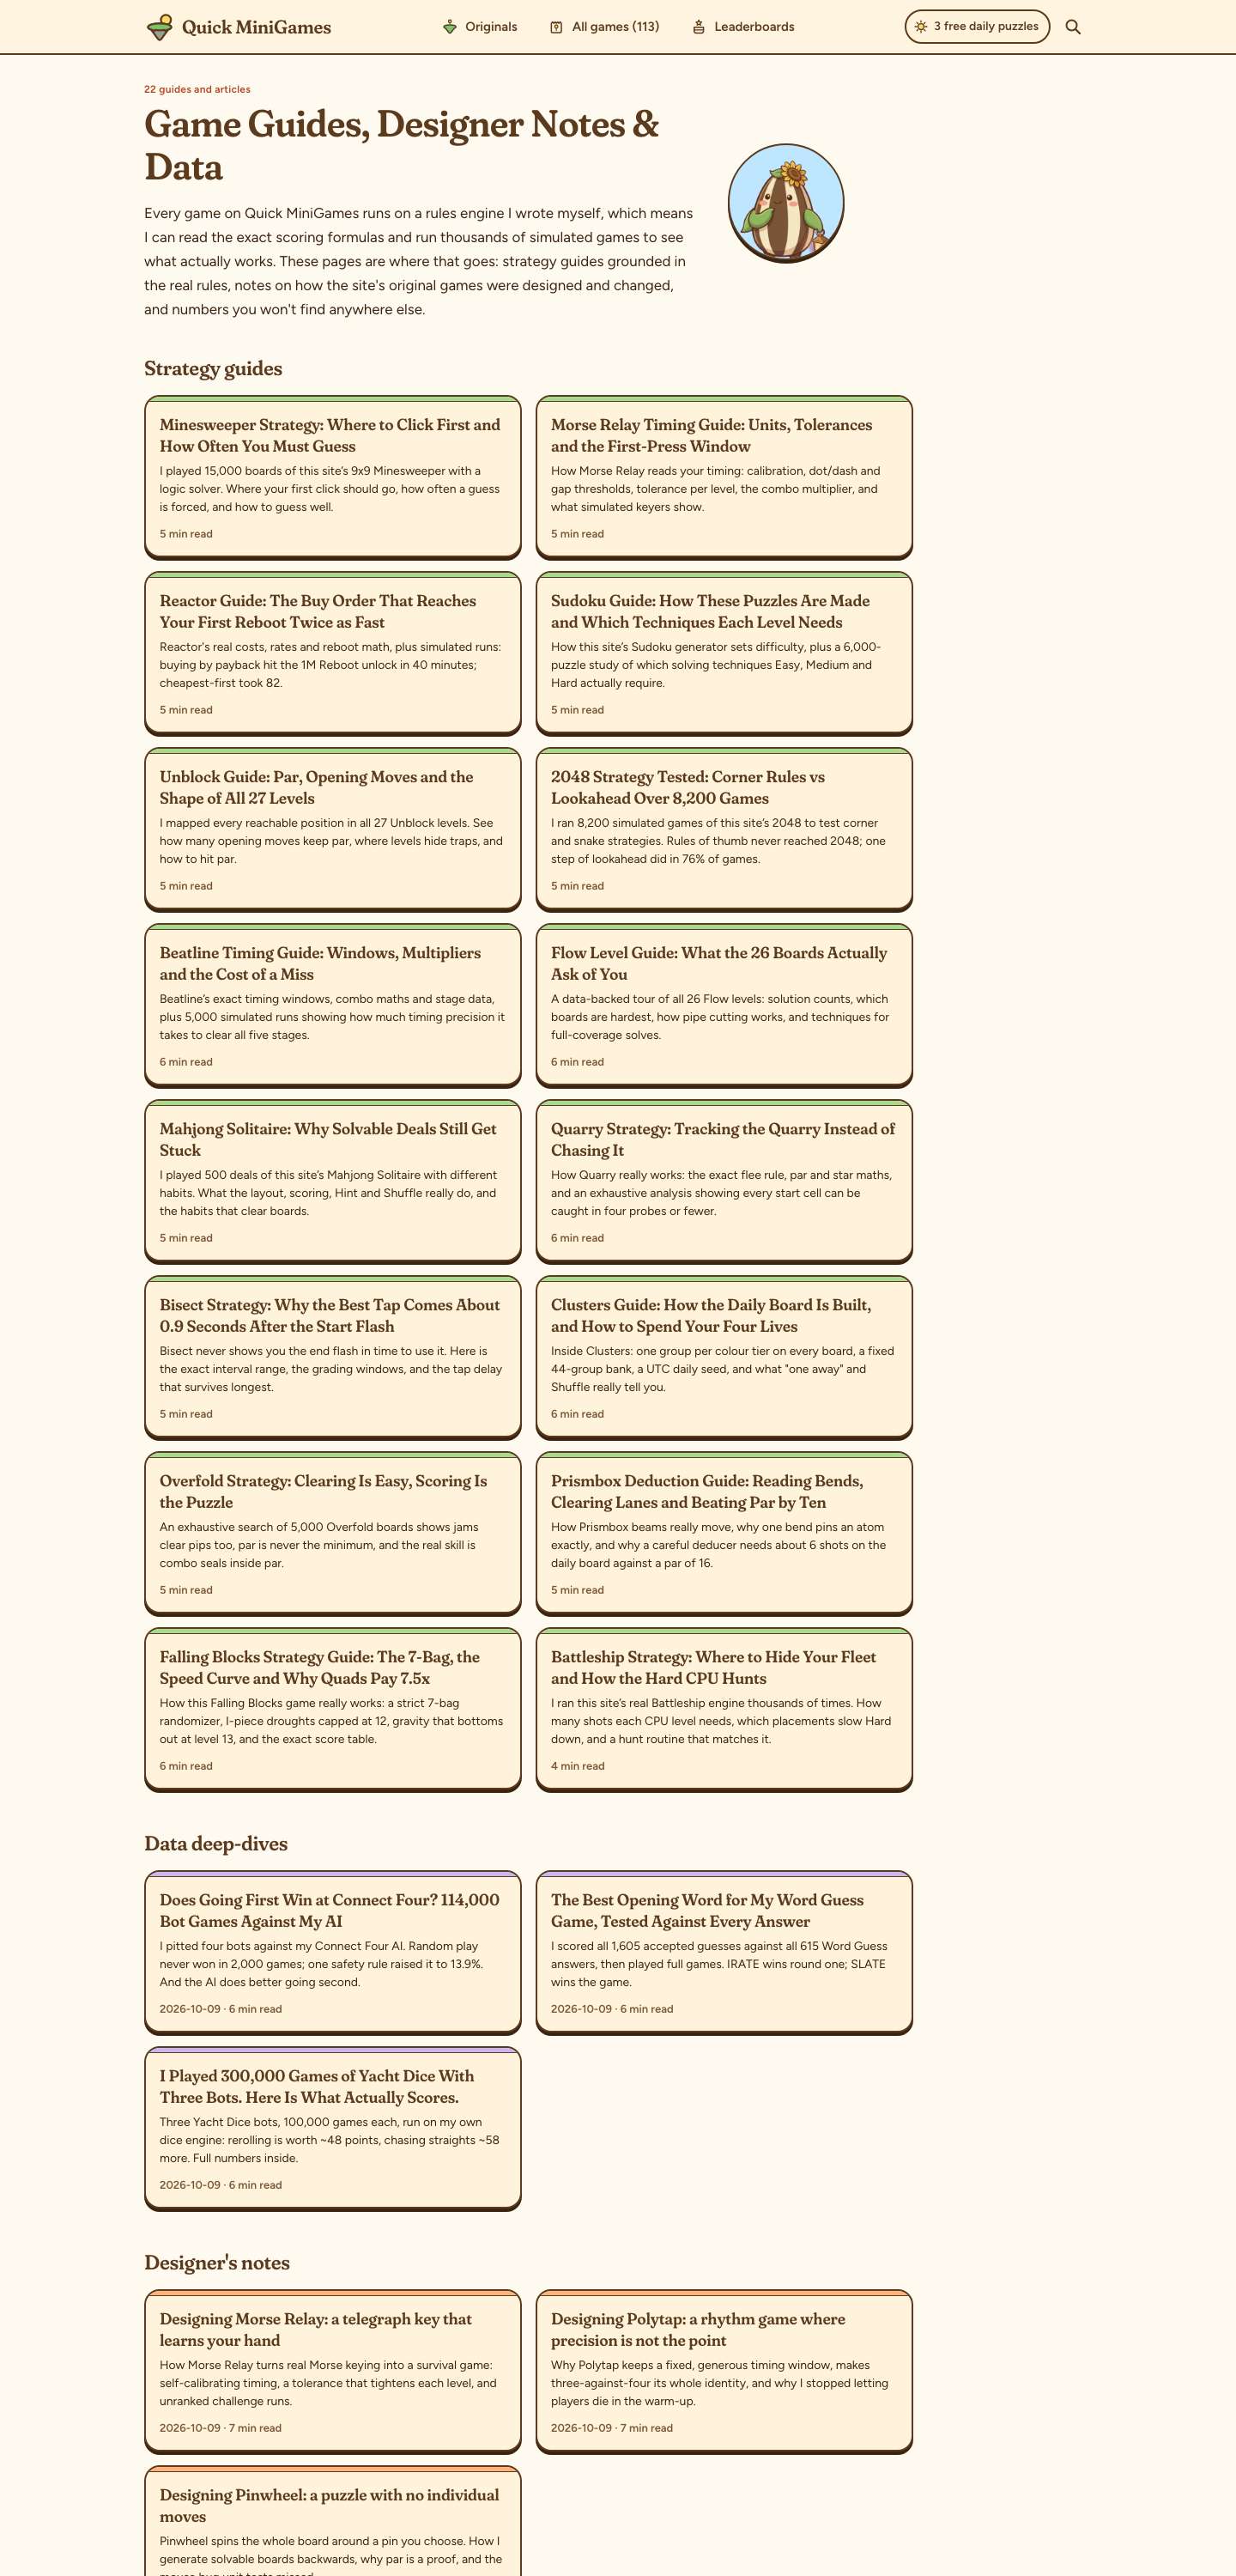 Quick MiniGames
Originals
All games (113)
Leaderboards
3 free daily puzzles
22 guides and articles
Game Guides, Designer Notes &
Data
Every game on Quick MiniGames runs on a rules engine I wrote myself, which means
I can read the exact scoring formulas and run thousands of simulated games to see
what actually works. These pages are where that goes: strategy guides grounded in
the real rules, notes on how the site's original games were designed and changed,
and numbers you won't find anywhere else.
Strategy guides
Minesweeper Strategy: Where to Click First and
How Often You Must Guess
I played 15,000 boards of this site's 9x9 Minesweeper with a
logic solver. Where your first click should go, how often a guess
is forced, and how to guess well.
5 min read
Morse Relay Timing Guide: Units, Tolerances
and the First-Press Window
How Morse Relay reads your timing: calibration, dot/dash and
gap thresholds, tolerance per level, the combo multiplier, and
what simulated keyers show.
5 min read
Reactor Guide: The Buy Order That Reaches
Your First Reboot Twice as Fast
Reactor's real costs, rates and reboot math, plus simulated runs:
buying by payback hit the 1M Reboot unlock in 40 minutes;
cheapest-first took 82.
5 min read
Sudoku Guide: How These Puzzles Are Made
and Which Techniques Each Level Needs
How this site's Sudoku generator sets difficulty, plus a 6,000-
puzzle study of which solving techniques Easy, Medium and
Hard actually require.
5 min read
Unblock Guide: Par, Opening Moves and the
Shape of All 27 Levels
I mapped every reachable position in all 27 Unblock levels. See
how many opening moves keep par, where levels hide traps, and
how to hit par.
5 min read
2048 Strategy Tested: Corner Rules vs
Lookahead Over 8,200 Games
I ran 8,200 simulated games of this site's 2048 to test corner
and snake strategies. Rules of thumb never reached 2048; one
step of lookahead did in 76% of games.
5 min read
Beatline Timing Guide: Windows, Multipliers
and the Cost of a Miss
Beatline's exact timing windows, combo maths and stage data,
plus 5,000 simulated runs showing how much timing precision it
takes to clear all five stages.
6 min read
Flow Level Guide: What the 26 Boards Actually
Ask of You
A data-backed tour of all 26 Flow levels: solution counts, which
boards are hardest, how pipe cutting works, and techniques for
full-coverage solves.
6 min read
Mahjong Solitaire: Why Solvable Deals Still Get
Stuck
I played 500 deals of this site's Mahjong Solitaire with different
habits. What the layout, scoring, Hint and Shuffle really do, and
the habits that clear boards.
5 min read
Quarry Strategy: Tracking the Quarry Instead of
Chasing It
How Quarry really works: the exact flee rule, par and star maths,
and an exhaustive analysis showing every start cell can be
caught in four probes or fewer.
6 min read
Bisect Strategy: Why the Best Tap Comes About
0.9 Seconds After the Start Flash
Bisect never shows you the end flash in time to use it. Here is
the exact interval range, the grading windows, and the tap delay
that survives longest.
5 min read
Clusters Guide: How the Daily Board Is Built,
and How to Spend Your Four Lives
Inside Clusters: one group per colour tier on every board, a fixed
44-group bank, a UTC daily seed, and what "one away" and
Shuffle really tell you.
6 min read
Overfold Strategy: Clearing Is Easy, Scoring Is
the Puzzle
An exhaustive search of 5,000 Overfold boards shows jams
clear pips too, par is never the minimum, and the real skill is
combo seals inside par.
5 min read
Prismbox Deduction Guide: Reading Bends,
Clearing Lanes and Beating Par by Ten
How Prismbox beams really move, why one bend pins an atom
exactly, and why a careful deducer needs about 6 shots on the
daily board against a par of 16.
5 min read
Falling Blocks Strategy Guide: The 7-Bag, the
Speed Curve and Why Quads Pay 7.5x
How this Falling Blocks game really works: a strict 7-bag
randomizer, I-piece droughts capped at 12, gravity that bottoms
out at level 13, and the exact score table.
6 min read
Battleship Strategy: Where to Hide Your Fleet
and How the Hard CPU Hunts
I ran this site's real Battleship engine thousands of times. How
many shots each CPU level needs, which placements slow Hard
down, and a hunt routine that matches it.
4 min read
Data deep-dives
Does Going First Win at Connect Four? 114,000
Bot Games Against My AI
I pitted four bots against my Connect Four AI. Random play
never won in 2,000 games; one safety rule raised it to 13.9%.
And the AI does better going second.
2026-10-09 · 6 min read
The Best Opening Word for My Word Guess
Game, Tested Against Every Answer
I scored all 1,605 accepted guesses against all 615 Word Guess
answers, then played full games. IRATE wins round one; SLATE
wins the game.
2026-10-09 · 6 min read
I Played 300,000 Games of Yacht Dice With
Three Bots. Here Is What Actually Scores.
Three Yacht Dice bots, 100,000 games each, run on my own
dice engine: rerolling is worth ~48 points, chasing straights ~58
more. Full numbers inside.
2026-10-09 · 6 min read
Designer's notes
Designing Morse Relay: a telegraph key that
learns your hand
How Morse Relay turns real Morse keying into a survival game:
self-calibrating timing, a tolerance that tightens each level, and
unranked challenge runs.
2026-10-09 · 7 min read
Designing Polytap: a rhythm game where
precision is not the point
Why Polytap keeps a fixed, generous timing window, makes
three-against-four its whole identity, and why I stopped letting
players die in the warm-up.
2026-10-09 · 7 min read
Designing Pinwheel: a puzzle with no individual
moves
Pinwheel spins the whole board around a pin you choose. How I
generate solvable boards backwards, why par is a proof, and the